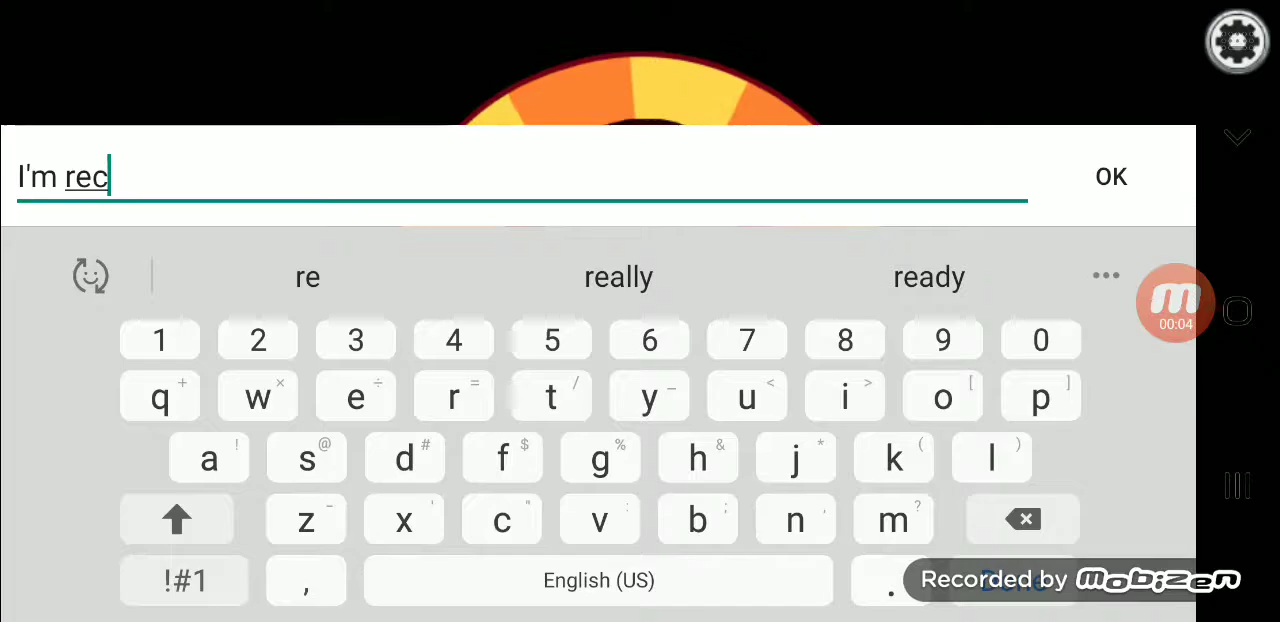 I'm rec
OK
re really ready
00:04
1 2 3 4 5 6 7 8 9 0
q + w × e ÷ r = t / y _ u < i > o [ p ]
a ! s @ d # f $ g % h & j * k ( l )
z - x ' c " v : b ; n , m ?
!#1 , English (US) . Done
Recorded by mobizen